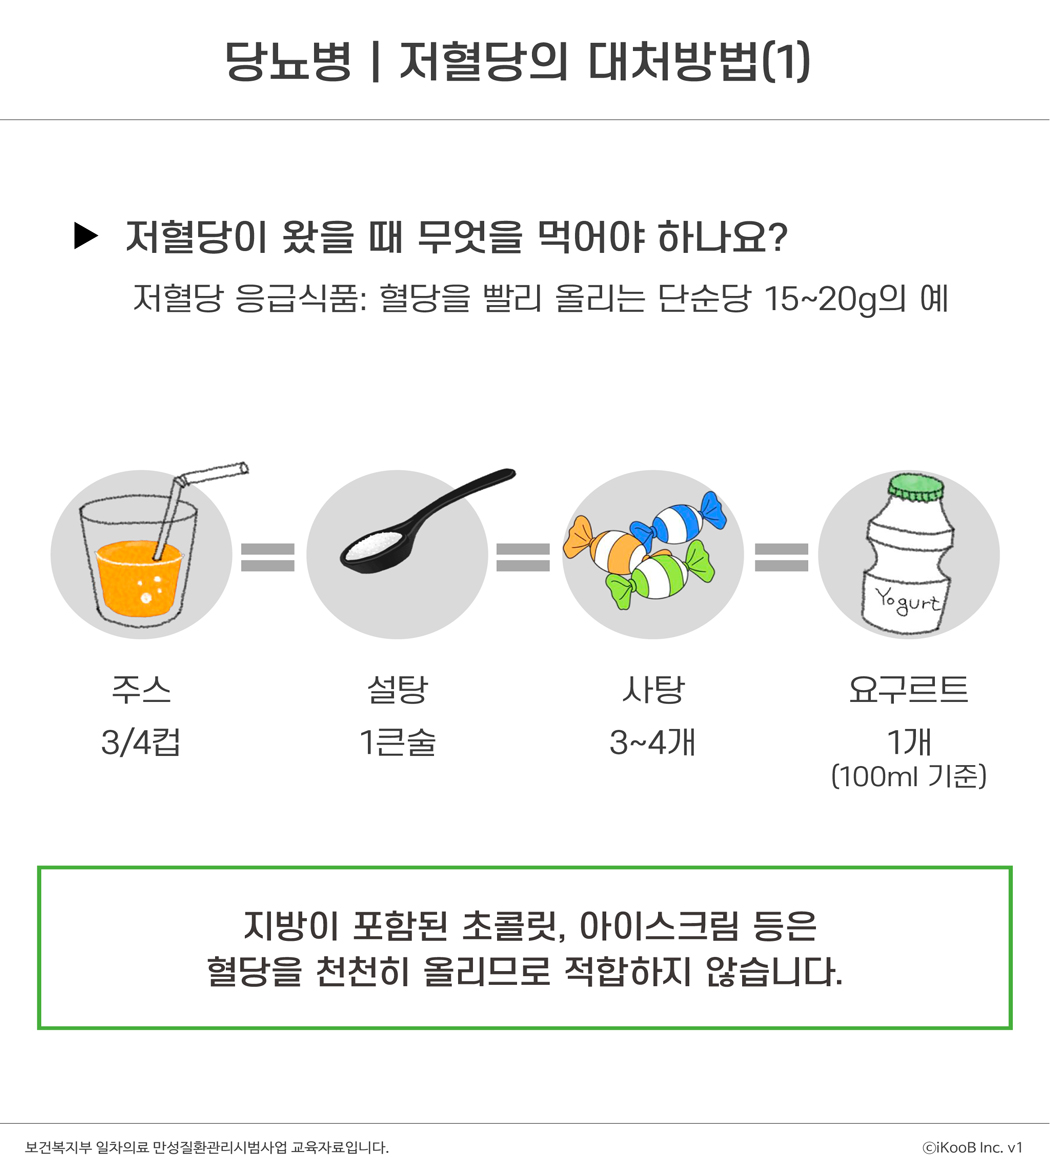 당뇨병 | 저혈당의 대처방법(1)
▶ 저혈당이 왔을 때 무엇을 먹어야 하나요?
저혈당 응급식품: 혈당을 빨리 올리는 단순당 15~20g의 예
Yogurt
주스 설탕 사탕 요구르트
3/4컵 1큰술 3~4개 1개
(100ml 기준)
지방이 포함된 초콜릿, 아이스크림 등은
혈당을 천천히 올리므로 적합하지 않습니다.
보건복지부 일차의료 만성질환관리시범사업 교육자료입니다. ⓒiKooB Inc. v1